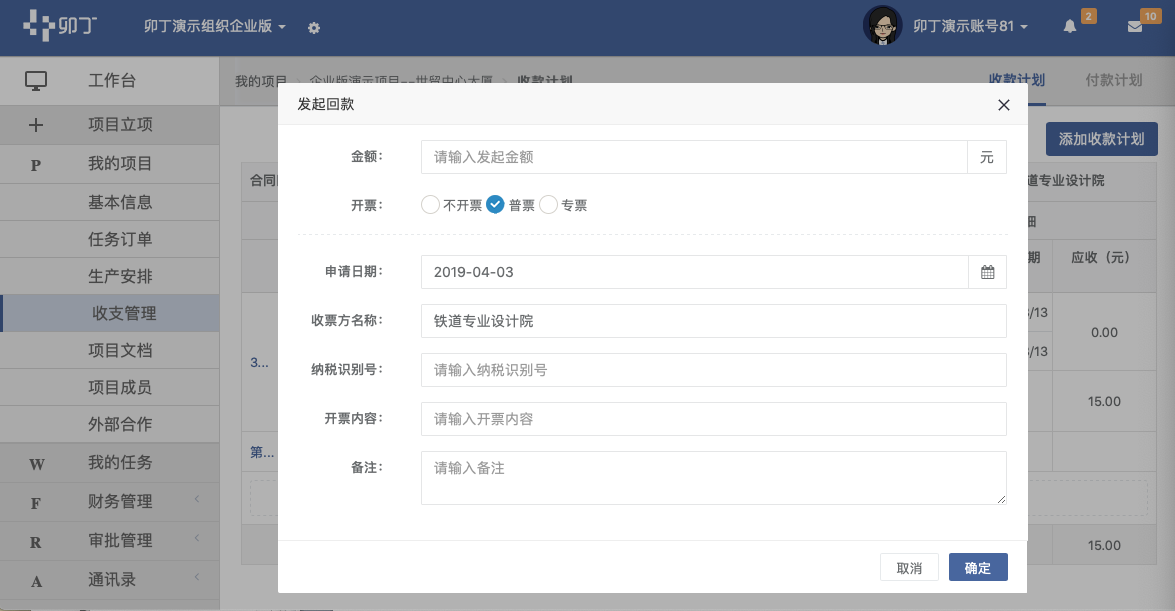 卯丁 卯丁演示组织企业版 卯丁演示账号81 2 10
工作台 我的项目 企业版演示项目--世贸中心大厦 收款计划 收款计划 付款计划
发起回款
项目立项
添加收款计划
金额： 请输入发起金额 元
P 我的项目
合同 道专业设计院
基本信息 开票： 不开票 普票 专票
细
任务订单
期 应收（元）
生产安排 申请日期： 2019-04-03
收支管理 收票方名称： 铁道专业设计院 /13
0.00
项目文档 /13
3... 纳税识别号： 请输入纳税识别号
项目成员 15.00
外部合作 开票内容： 请输入开票内容
第...
W 我的任务 备注： 请输入备注
F 财务管理
R 审批管理 15.00
取消 确定
A 通讯录